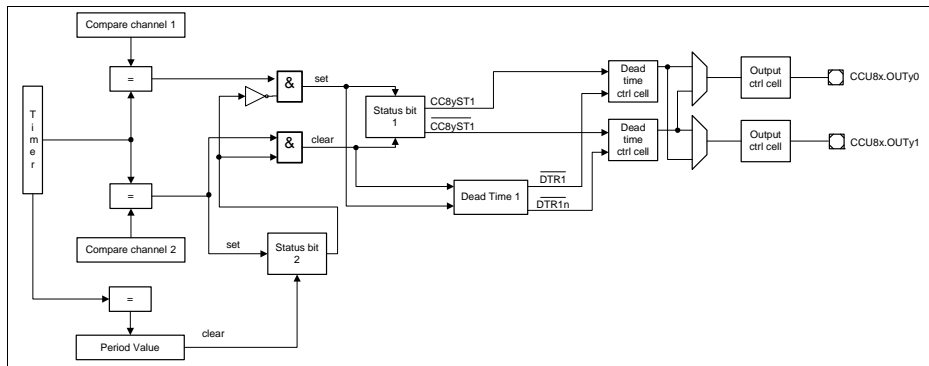 Compare channel 1
=
Timer
=
Compare channel 2
=
Period Value
clear
set
Status bit
2
&
set
&
clear
Status bit
1
CC8yST1
CC8yST1
Dead Time 1
DTR1
DTR1n
Dead
time
ctrl cell
Dead
time
ctrl cell
Output
ctrl cell
CCU8x.OUTy0
Output
ctrl cell
CCU8x.OUTy1